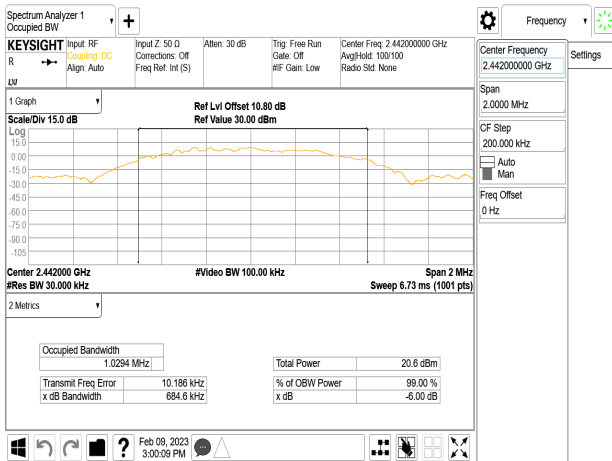 Spectrum Analyzer 1
Occupied BW
Frequency
KEYSIGHT
R
Input: RF
Coupling: DC
Align: Auto
Input Z: 50 Ω
Corrections: Off
Freq Ref: Int (S)
Atten: 30 dB
Trig: Free Run
Gate: Off
#IF Gain: Low
Center Freq: 2.442000000 GHz
Avg|Hold: 100/100
Radio Std: None
Center Frequency
2.442000000 GHz
Settings
Span
2.0000 MHz
CF Step
200.000 kHz
Auto
Man
Freq Offset
0 Hz
1 Graph
Scale/Div 15.0 dB
Ref Lvl Offset 10.80 dB
Ref Value 30.00 dBm
Log
15.0
0.00
-15.0
-30.0
-45.0
-60.0
-75.0
-90.0
-105
Center 2.442000 GHz
#Res BW 30.000 kHz
#Video BW 100.00 kHz
Span 2 MHz
Sweep 6.73 ms (1001 pts)
2 Metrics
Occupied Bandwidth
1.0294 MHz
Transmit Freq Error 10.186 kHz
x dB Bandwidth 684.6 kHz
Total Power 20.6 dBm
% of OBW Power 99.00 %
x dB -6.00 dB
Feb 09, 2023
3:00:09 PM